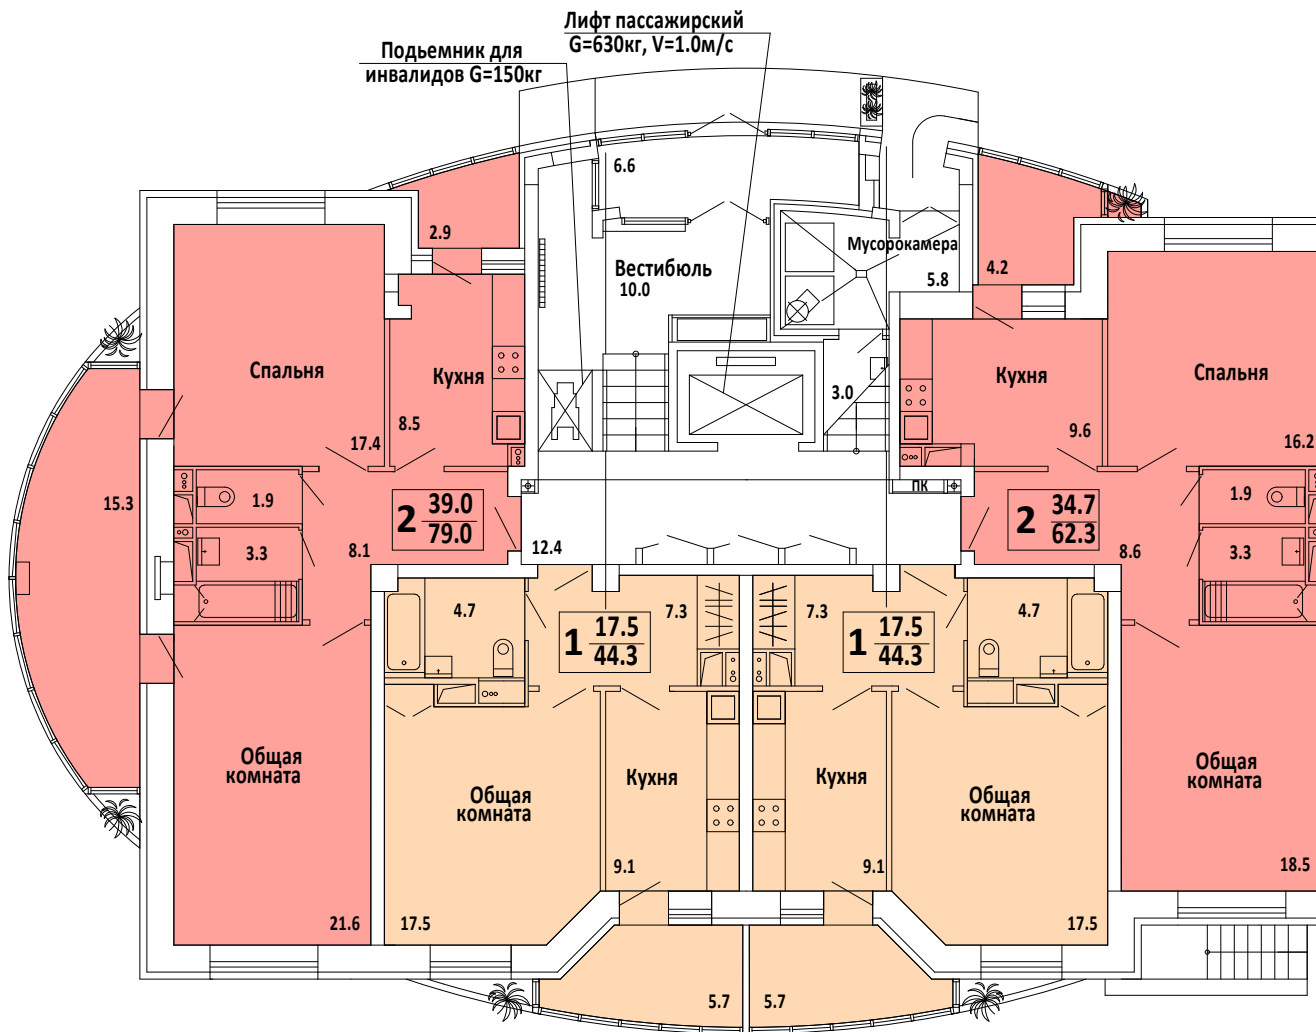 Лифт пассажирский
G=630кг, V=1.0м/с
Подьемник для
инвалидов G=150кг
6.6
2.9
Вестибюль
10.0
Мусорокамера
5.8
4.2
Спальня
17.4
Кухня
8.5
3.0
Кухня
9.6
Спальня
16.2
15.3
1.9
3.3
8.1
2 39.0
79.0
12.4
ПК
2 34.7
62.3
8.6
1.9
3.3
4.7
1 17.5
44.3
7.3
7.3
1 17.5
44.3
4.7
Общая
комната
21.6
Общая
комната
17.5
Кухня
9.1
Кухня
9.1
Общая
комната
17.5
Общая
комната
18.5
5.7
5.7